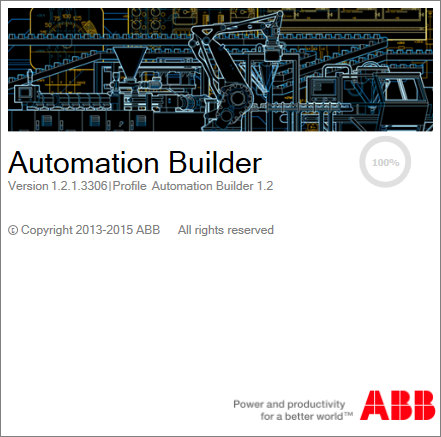 100%
Automation Builder
Version 1.2.1.3306|Profile Automation Builder 1.2
© Copyright 2013-2015 ABB All rights reserved
Power and productivity
for a better world™
ABB